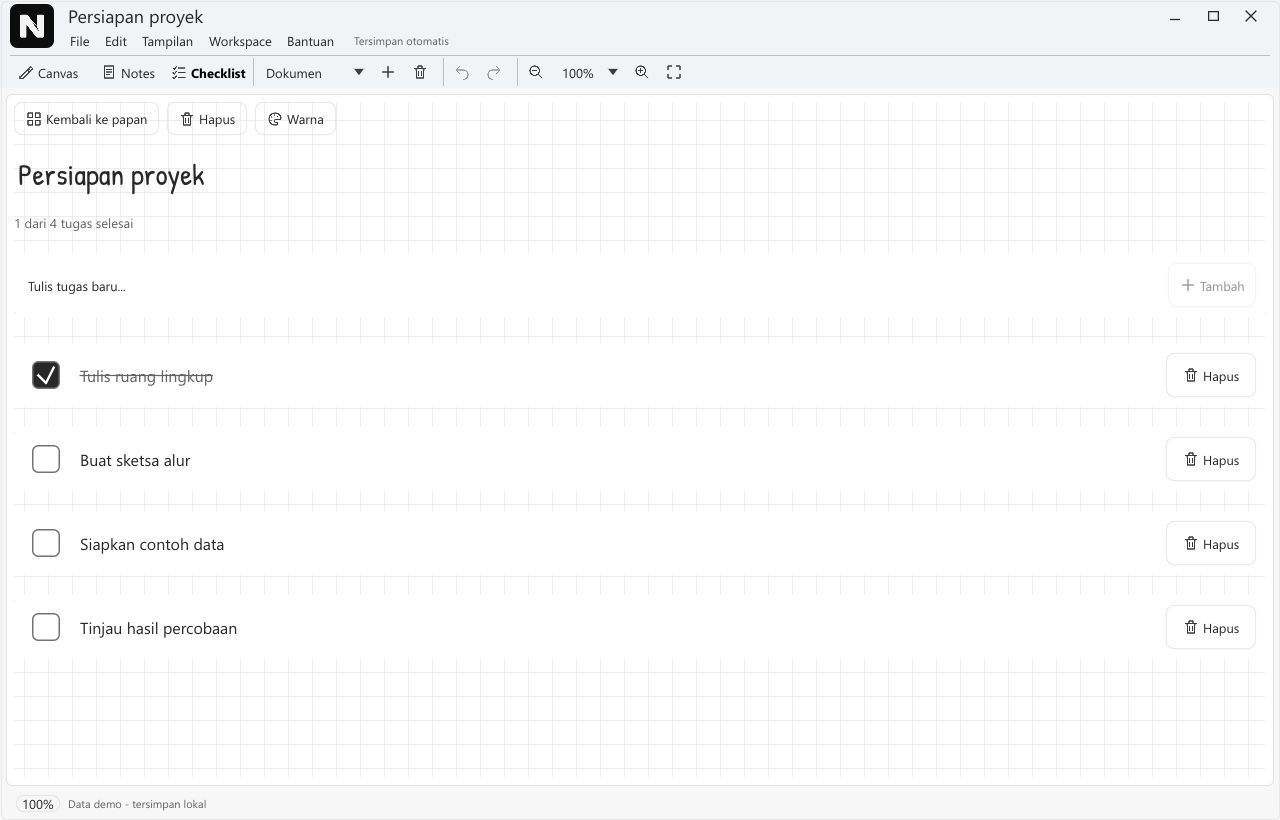 N
Persiapan proyek
File Edit Tampilan Workspace Bantuan Tersimpan otomatis
Canvas Notes Checklist Dokumen 100%
Kembali ke papan Hapus Warna
Persiapan proyek
1 dari 4 tugas selesai
Tulis tugas baru... Tambah
Tulis ruang lingkup Hapus
Buat sketsa alur Hapus
Siapkan contoh data Hapus
Tinjau hasil percobaan Hapus
100% Data demo - tersimpan lokal